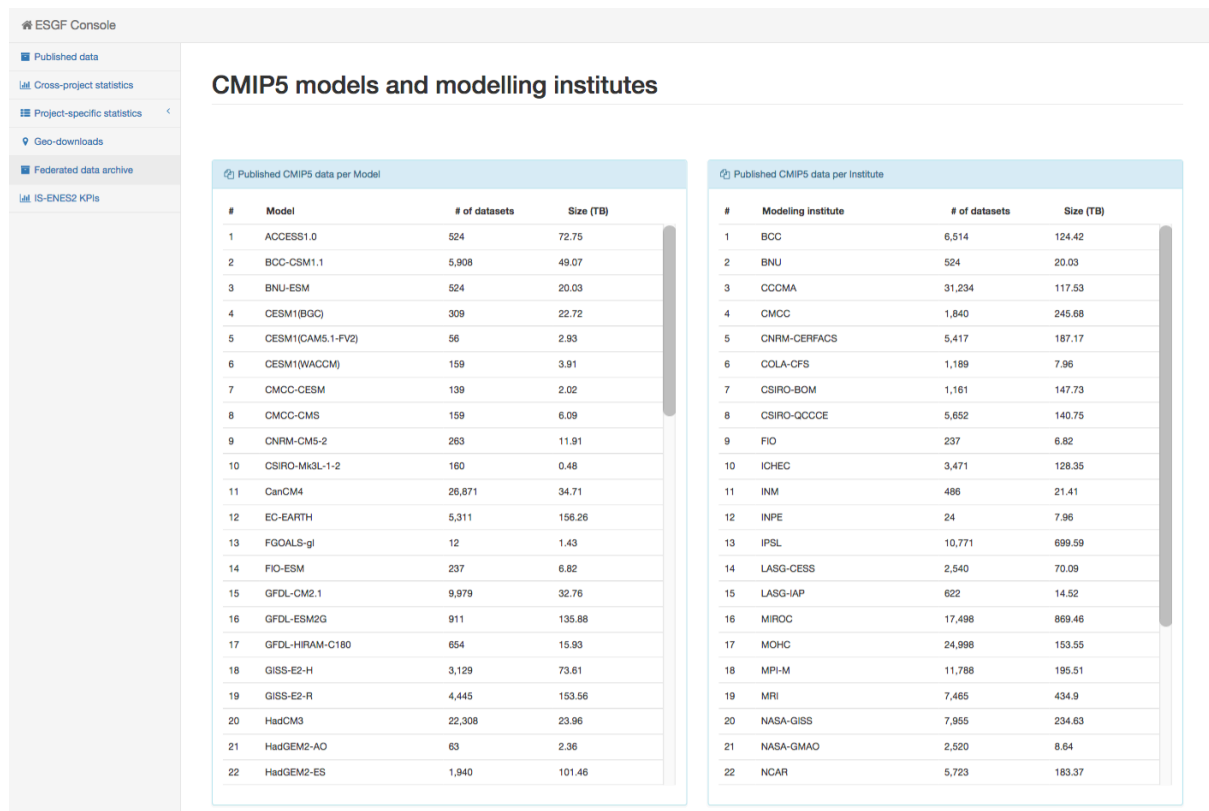 ESGF Console
Published data
Cross-project statistics
Project-specific statistics
Geo-downloads
Federated data archive
IS-ENES2 KPIs
CMIP5 models and modelling institutes
Published CMIP5 data per Model
# Model # of datasets Size (TB)
1 ACCESS1.0 524 72.75
2 BCC-CSM1.1 5,908 49.07
3 BNU-ESM 524 20.03
4 CESM1(BGC) 309 22.72
5 CESM1(CAM5.1-FV2) 56 2.93
6 CESM1(WACCM) 159 3.91
7 CMCC-CESM 139 2.02
8 CMCC-CMS 159 6.09
9 CNRM-CM5-2 263 11.91
10 CSIRO-Mk3L-1-2 160 0.48
11 CanCM4 26,871 34.71
12 EC-EARTH 5,311 156.26
13 FGOALS-gl 12 1.43
14 FIO-ESM 237 6.82
15 GFDL-CM2.1 9,979 32.76
16 GFDL-ESM2G 911 135.88
17 GFDL-HIRAM-C180 654 15.93
18 GISS-E2-H 3,129 73.61
19 GISS-E2-R 4,445 153.56
20 HadCM3 22,308 23.96
21 HadGEM2-AO 63 2.36
22 HadGEM2-ES 1,940 101.46
Published CMIP5 data per Institute
# Modeling institute # of datasets Size (TB)
1 BCC 6,514 124.42
2 BNU 524 20.03
3 CCCMA 31,234 117.53
4 CMCC 1,840 245.68
5 CNRM-CERFACS 5,417 187.17
6 COLA-CFS 1,189 7.96
7 CSIRO-BOM 1,161 147.73
8 CSIRO-QCCCE 5,652 140.75
9 FIO 237 6.82
10 ICHEC 3,471 128.35
11 INM 486 21.41
12 INPE 24 7.96
13 IPSL 10,771 699.59
14 LASG-CESS 2,540 70.09
15 LASG-IAP 622 14.52
16 MIROC 17,498 869.46
17 MOHC 24,998 153.55
18 MPI-M 11,788 195.51
19 MRI 7,465 434.9
20 NASA-GISS 7,955 234.63
21 NASA-GMAO 2,520 8.64
22 NCAR 5,723 183.37